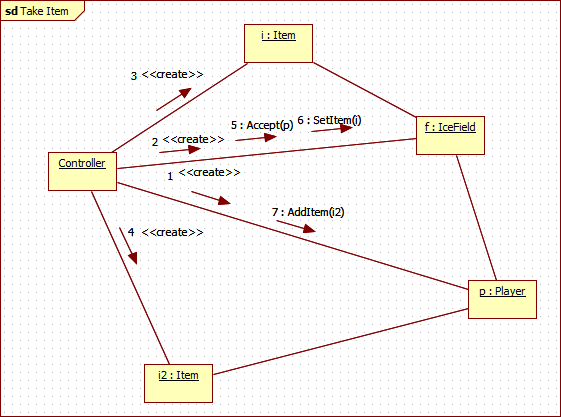 sd Take Item
i : Item
3 <<create>>
6 : SetItem(i)
5 : Accept(p)
2 <<create>>
f : IceField
Controller
1 <<create>>
7 : AddItem(i2)
4 <<create>>
p : Player
i2 : Item